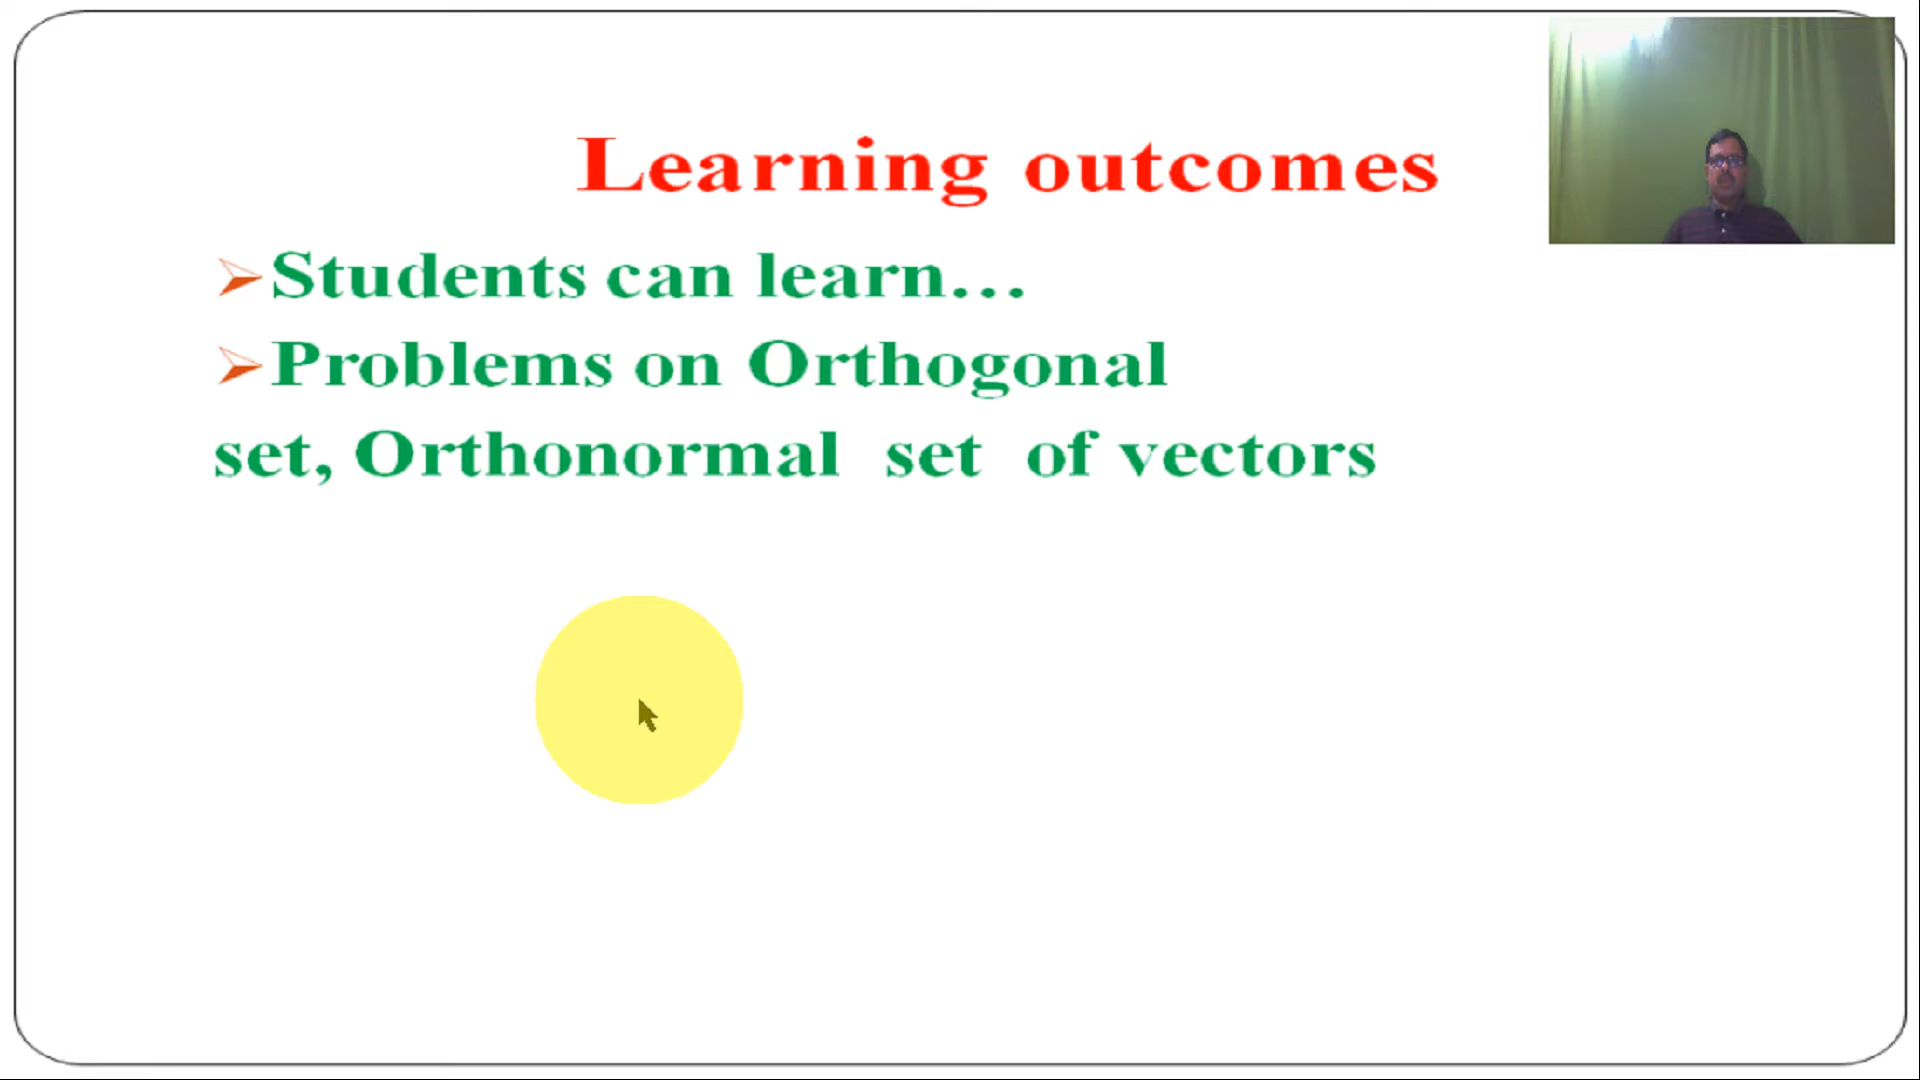 Learning outcomes
Students can learn...
Problems on Orthogonal
set, Orthonormal set of vectors